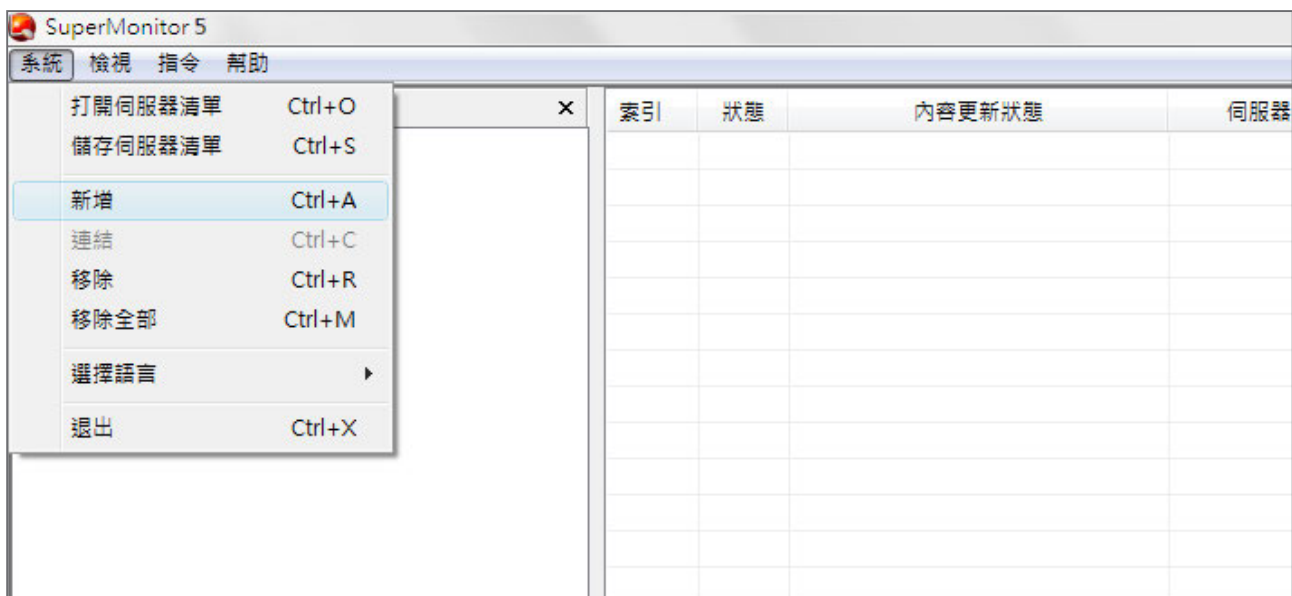 SuperMonitor 5
系統 檢視 指令 幫助
打開伺服器清單 Ctrl+O
儲存伺服器清單 Ctrl+S
新增 Ctrl+A
連結 Ctrl+C
移除 Ctrl+R
移除全部 Ctrl+M
選擇語言
退出 Ctrl+X
索引 狀態 內容更新狀態 伺服器